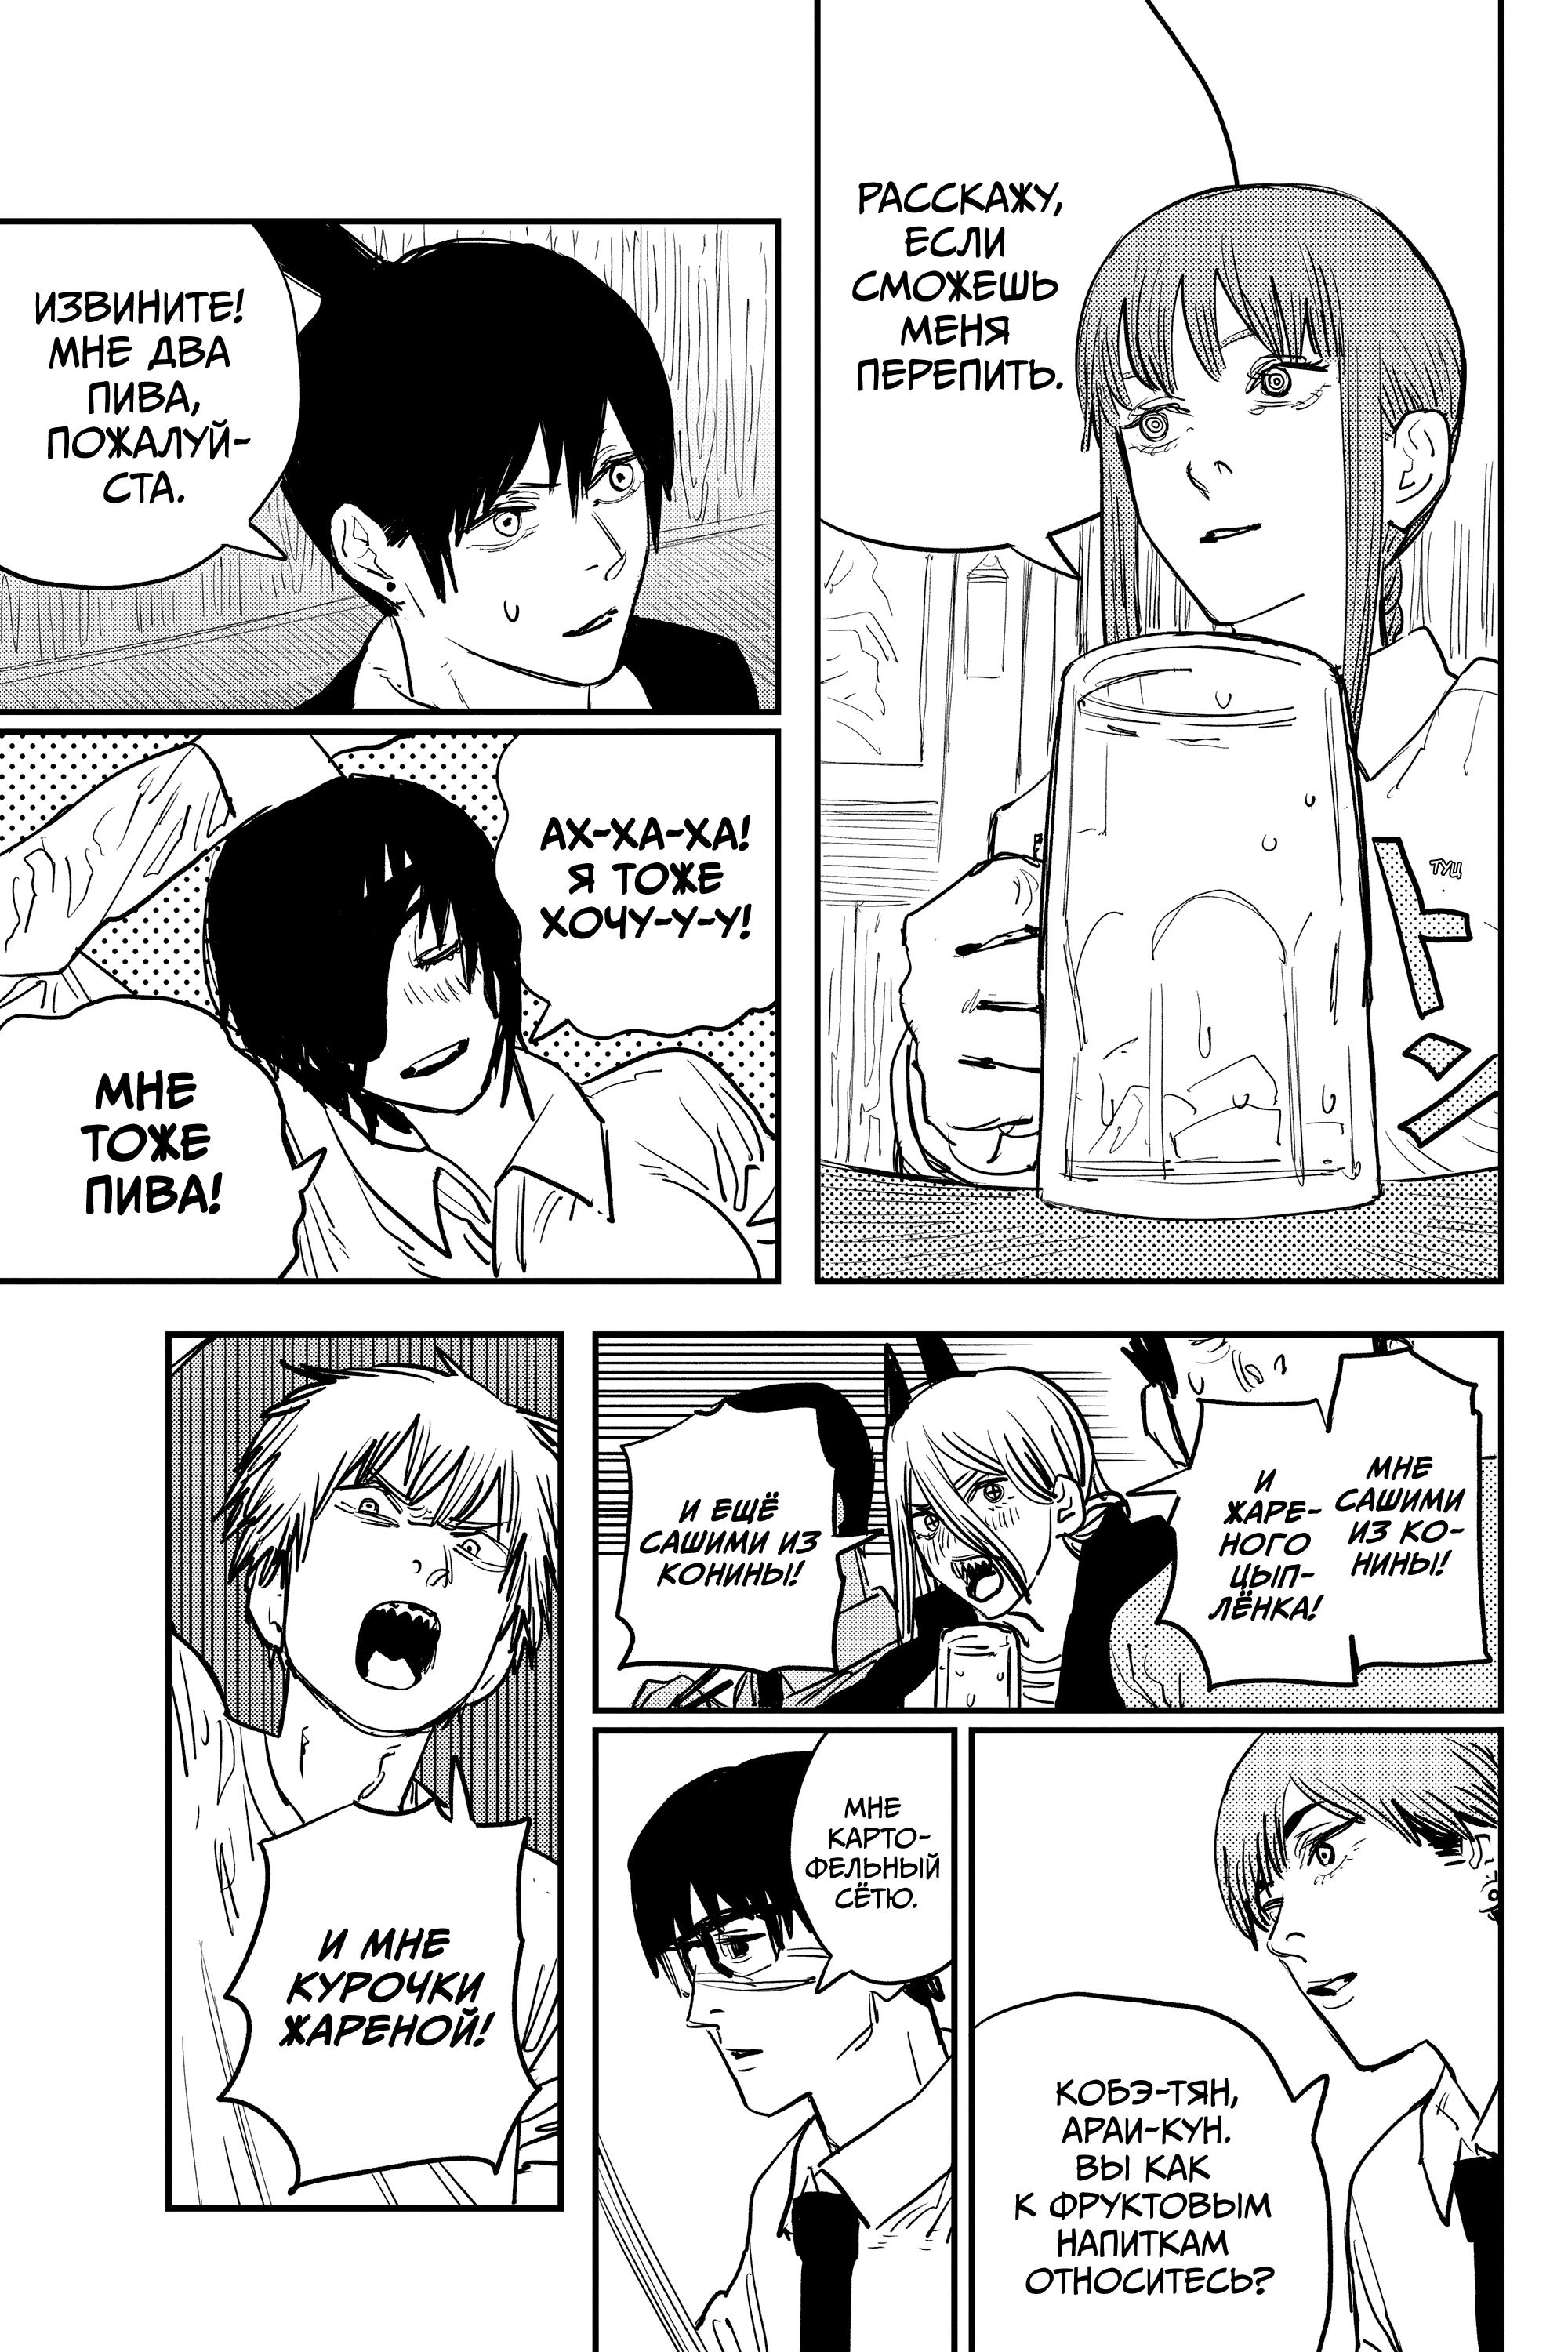 РАССКАЖУ,
ЕСЛИ
СМОЖЕШЬ
МЕНЯ
ПЕРЕПИТЬ.
ТУЦ
トン
ИЗВИНИТЕ!
МНЕ ДВА
ПИВА,
ПОЖАЛУЙ-
СТА.
АХ-ХА-ХА!
Я ТОЖЕ
ХОЧУ-У-У!
МНЕ
ТОЖЕ
ПИВА!
МНЕ
САШИМИ
ИЗ КО-
НИНЫ!
И
ЖАРЕ-
НОГО
ЦЫП-
ЛЁНКА!
И ЕЩЁ
САШИМИ ИЗ
КОНИНЫ!
КОБЭ-ТЯН,
АРАИ-КУН.
ВЫ КАК
К ФРУКТОВЫМ
НАПИТКАМ
ОТНОСИТЕСЬ?
МНЕ
КАРТО-
ФЕЛЬНЫЙ
СЁТЮ.
И МНЕ
КУРОЧКИ
ЖАРЕНОЙ!